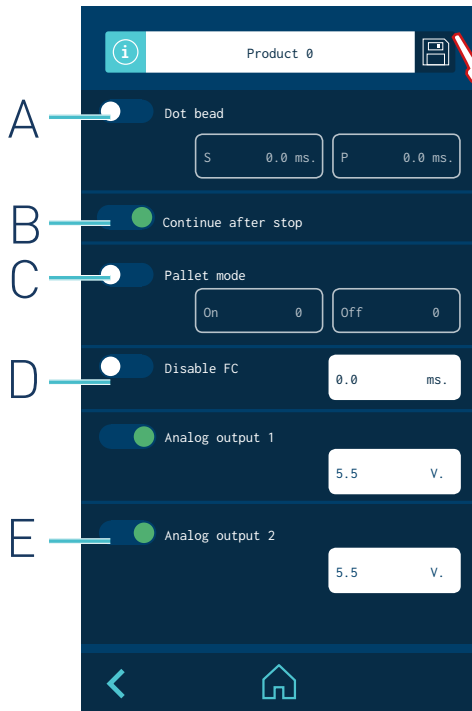 i Product 0
A Dot bead
S 0.0 ms. P 0.0 ms.
B Continue after stop
C Pallet mode
On 0 Off 0
D Disable FC
0.0 ms.
Analog output 1
5.5 V.
E Analog output 2
5.5 V.